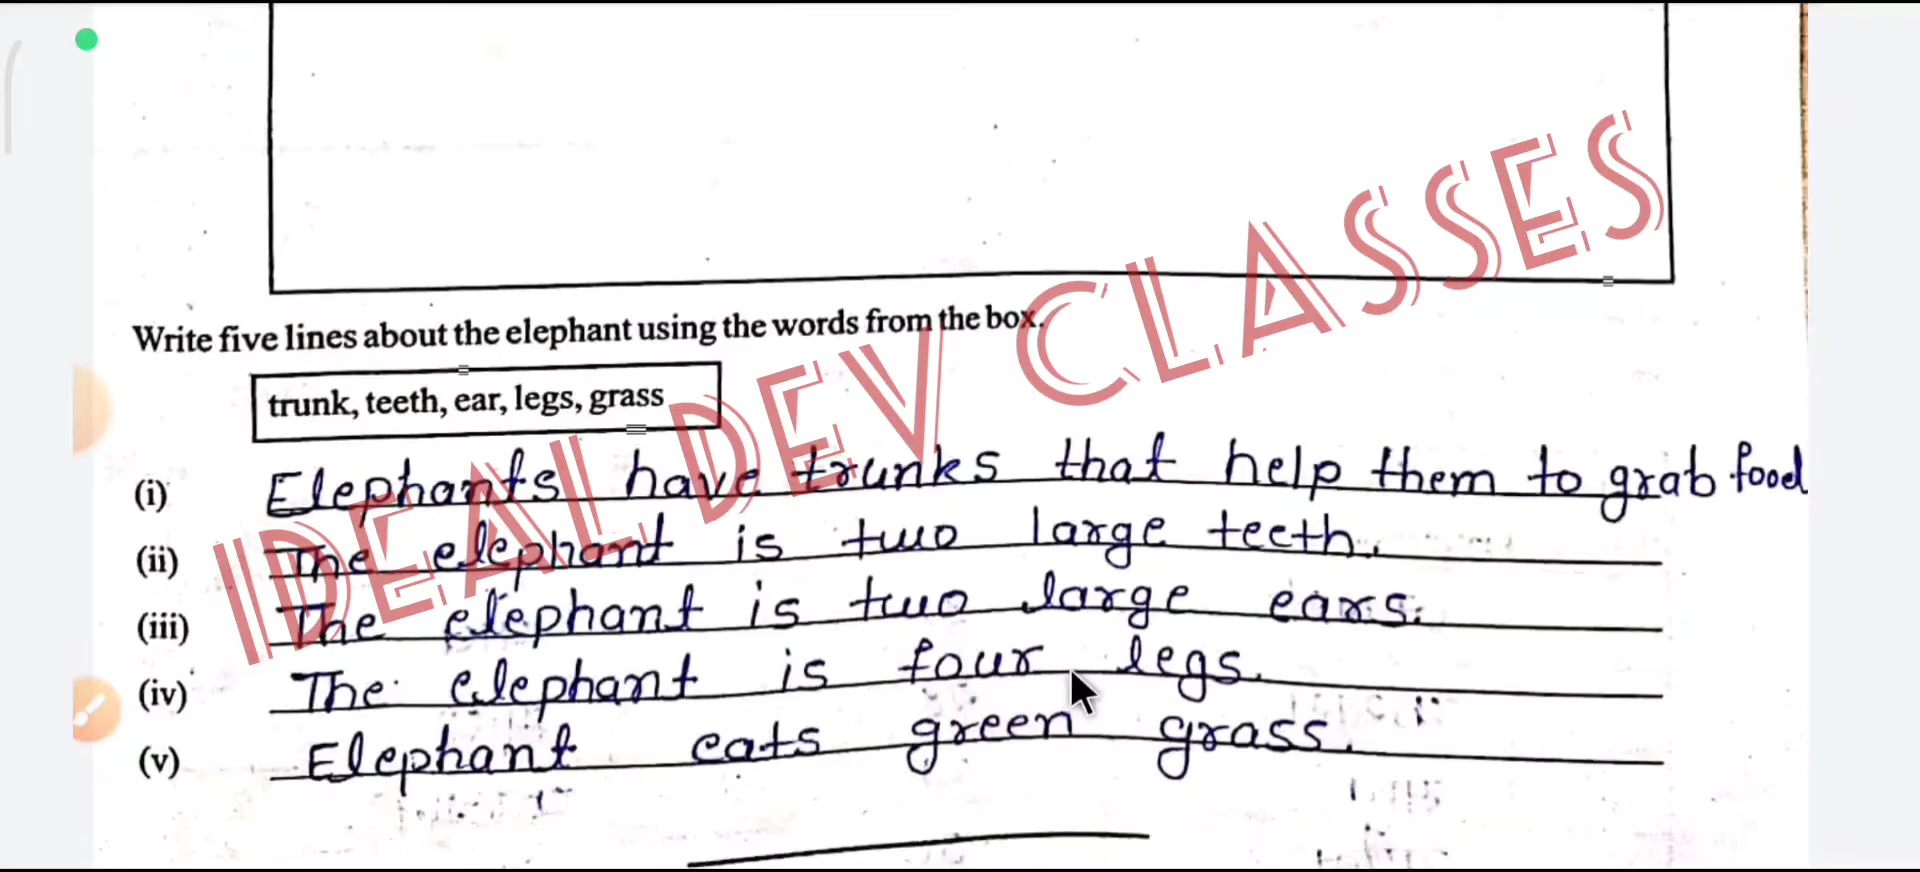 Write five lines about the elephant using the words from the box.
trunk, teeth, ear, legs, grass
(i) Elephants have trunks that help them to grab food
(ii) The elephant is two large teeth.
(iii) The elephant is two large ears.
(iv) The elephant is four legs.
(v) Elephant eats green grass.
IDEAL DEV CLASSES